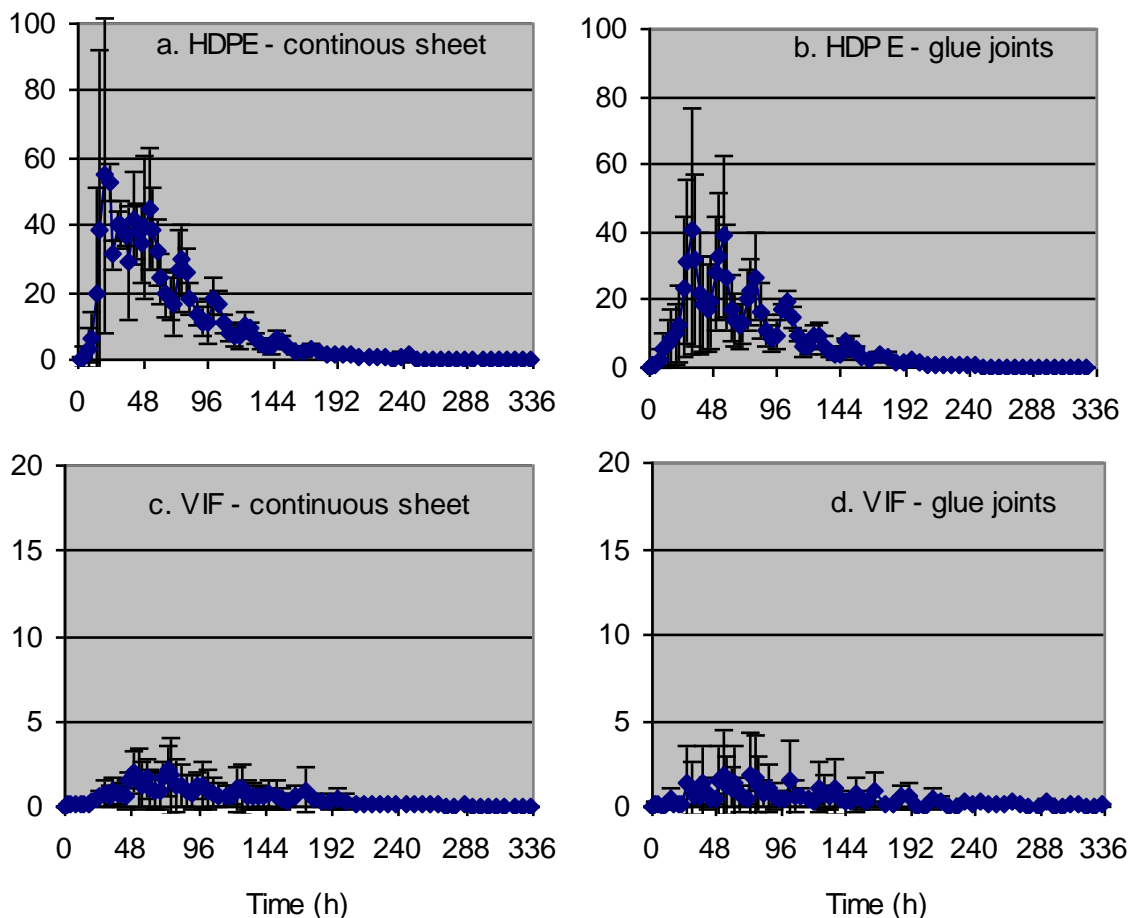 a. HDPE - continous sheet
100
80
60
40
20
0
0 48 96 144 192 240 288 336
b. HDP E - glue joints
100
80
60
40
20
0
0 48 96 144 192 240 288 336
c. VIF - continuous sheet
20
15
10
5
0
0 48 96 144 192 240 288 336
Time (h)
d. VIF - glue joints
20
15
10
5
0
0 48 96 144 192 240 288 336
Time (h)